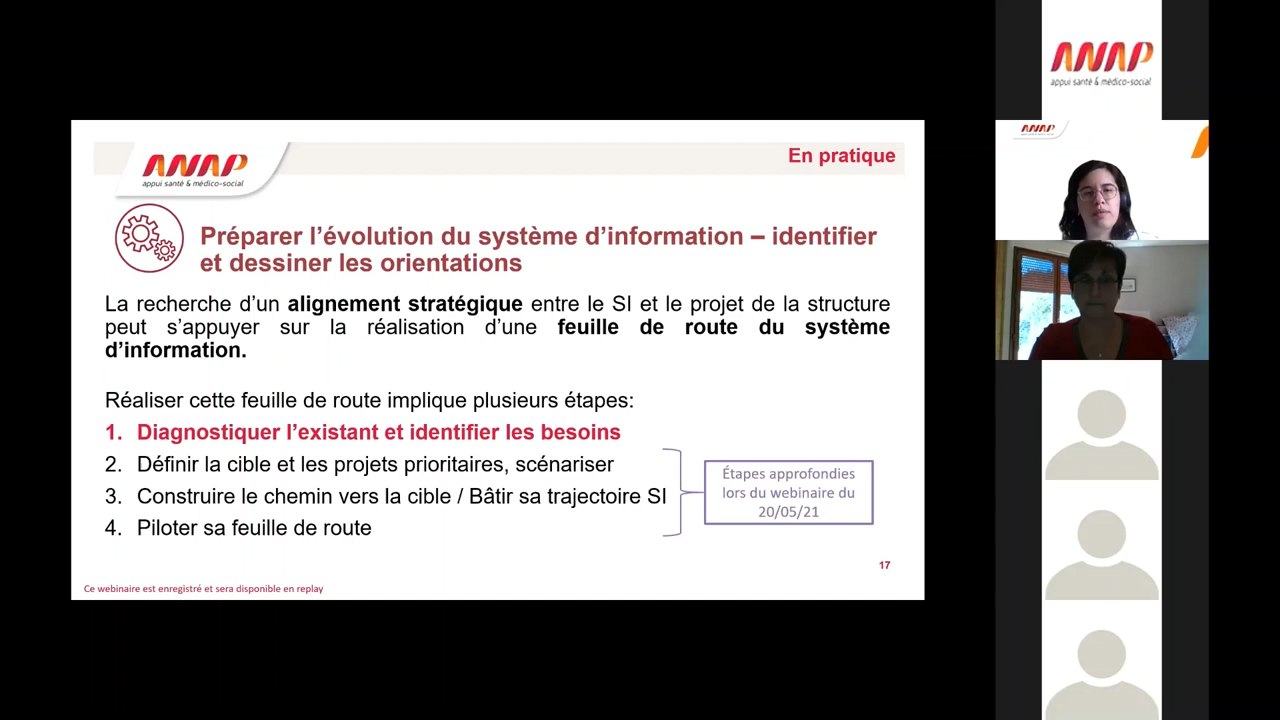 ANAP
appui santé & médico-social
En pratique
Préparer l’évolution du système d’information – identifier
et dessiner les orientations
La recherche d’un alignement stratégique entre le SI et le projet de la structure
peut s’appuyer sur la réalisation d’une feuille de route du système
d’information.
Réaliser cette feuille de route implique plusieurs étapes:
1. Diagnostiquer l’existant et identifier les besoins
2. Définir la cible et les projets prioritaires, scénariser
3. Construire le chemin vers la cible / Bâtir sa trajectoire SI
4. Piloter sa feuille de route
Étapes approfondies
lors du webinaire du
20/05/21
17
Ce webinaire est enregistré et sera disponible en replay
ANAP
appui santé & médico-social
ANAP